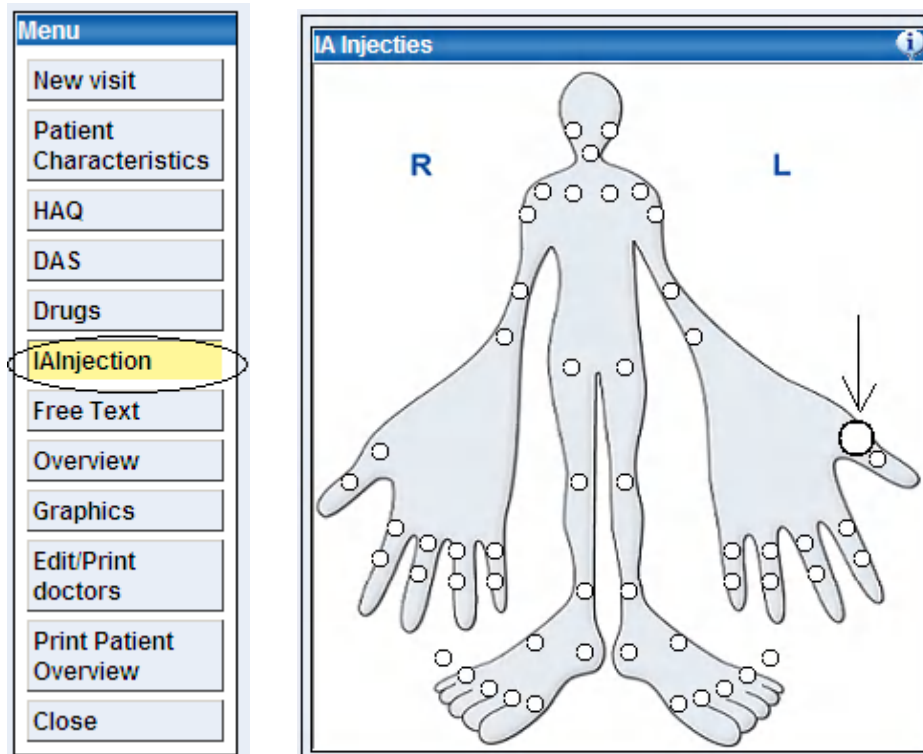 Menu
New visit
Patient
Characteristics
HAQ
DAS
Drugs
IAInjection
Free Text
Overview
Graphics
Edit/Print
doctors
Print Patient
Overview
Close
IA Injecties
i
R
L